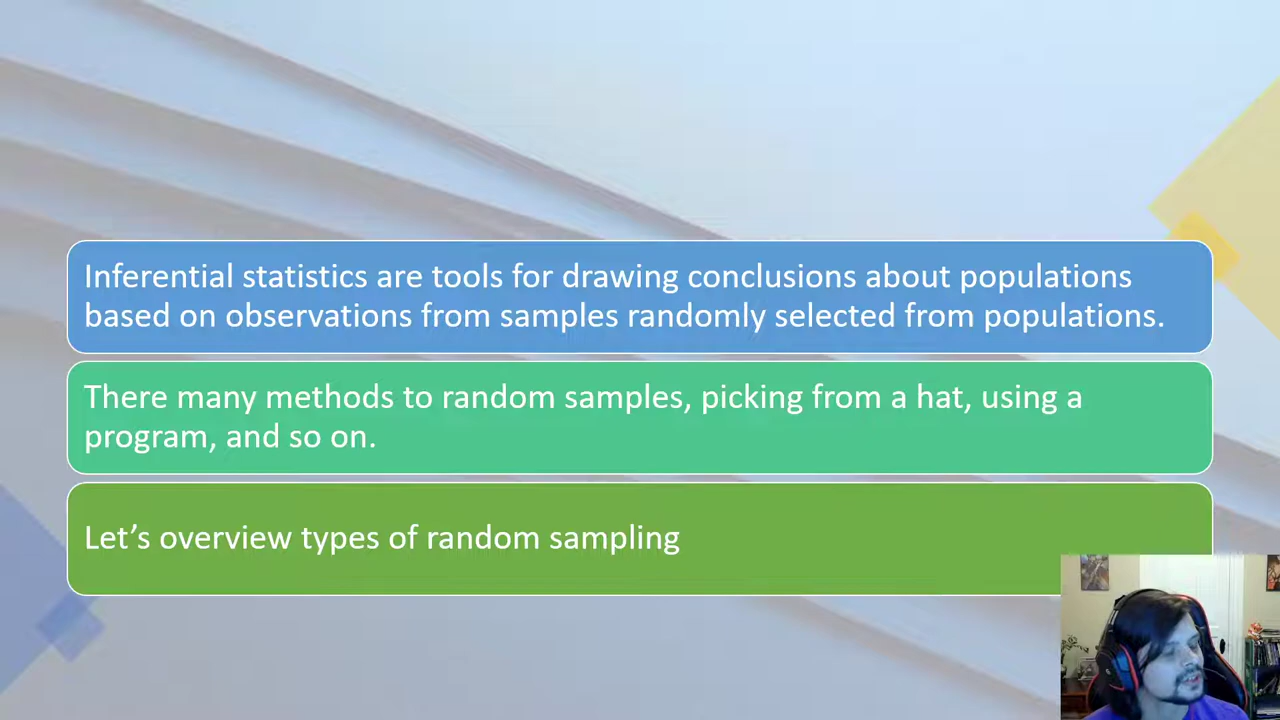 Inferential statistics are tools for drawing conclusions about populations
based on observations from samples randomly selected from populations.
There many methods to random samples, picking from a hat, using a
program, and so on.
Let’s overview types of random sampling